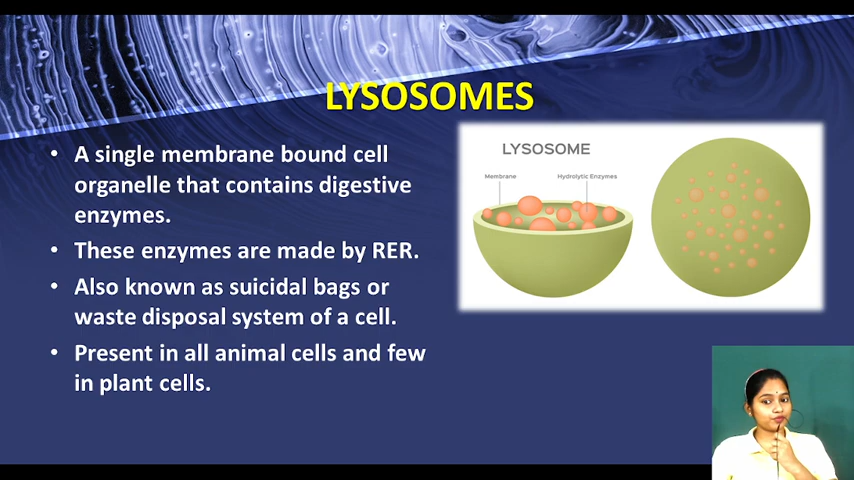 LYSOSOMES
• A single membrane bound cell
organelle that contains digestive
enzymes.
• These enzymes are made by RER.
• Also known as suicidal bags or
waste disposal system of a cell.
• Present in all animal cells and few
in plant cells.
LYSOSOME
Membrane
Hydrolytic Enzymes